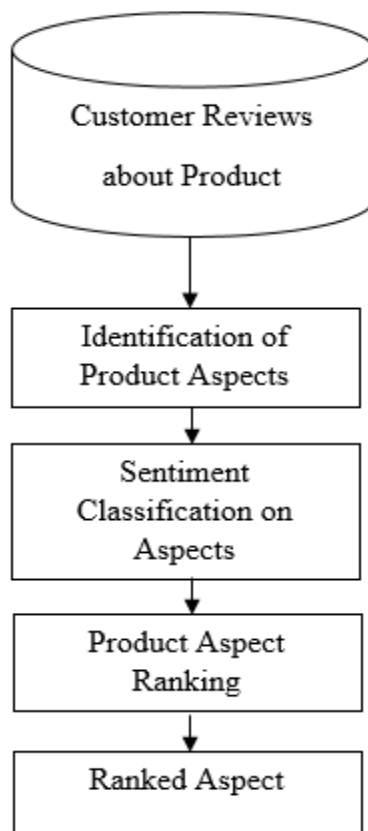 Customer Reviews
about Product
Identification of
Product Aspects
Sentiment
Classification on
Aspects
Product Aspect
Ranking
Ranked Aspect